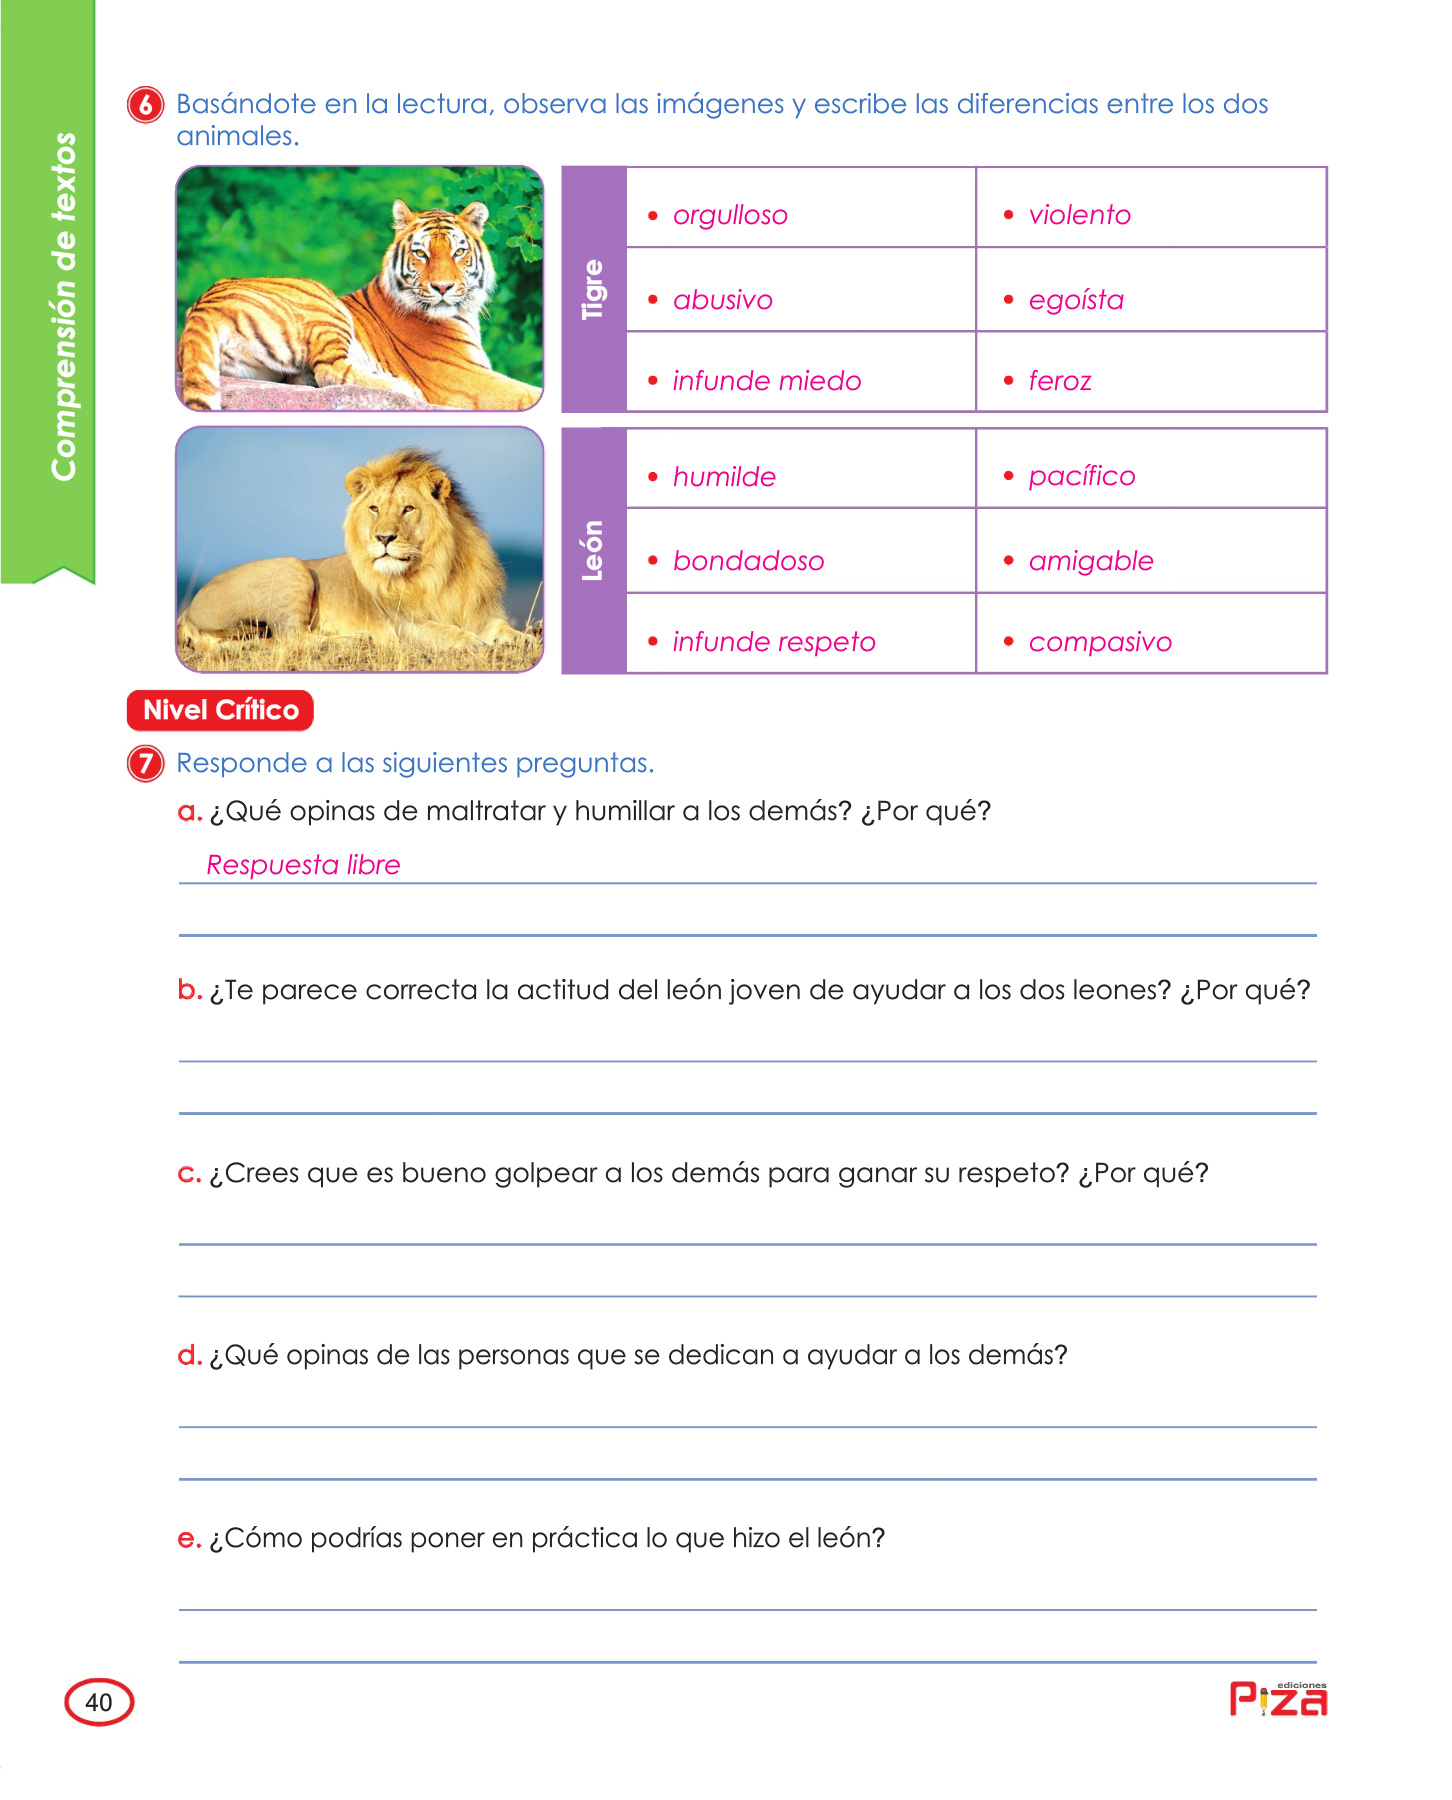 Comprensión de textos
6 Basándote en la lectura, observa las imágenes y escribe las diferencias entre los dos
animales.
Tigre
• orgulloso • violento
• abusivo • egoísta
• infunde miedo • feroz
León
• humilde • pacífico
• bondadoso • amigable
• infunde respeto • compasivo
Nivel Crítico
7 Responde a las siguientes preguntas.
a. ¿Qué opinas de maltratar y humillar a los demás? ¿Por qué?
Respuesta libre
b. ¿Te parece correcta la actitud del león joven de ayudar a los dos leones? ¿Por qué?
c. ¿Crees que es bueno golpear a los demás para ganar su respeto? ¿Por qué?
d. ¿Qué opinas de las personas que se dedican a ayudar a los demás?
e. ¿Cómo podrías poner en práctica lo que hizo el león?
40
ediciones
Piza